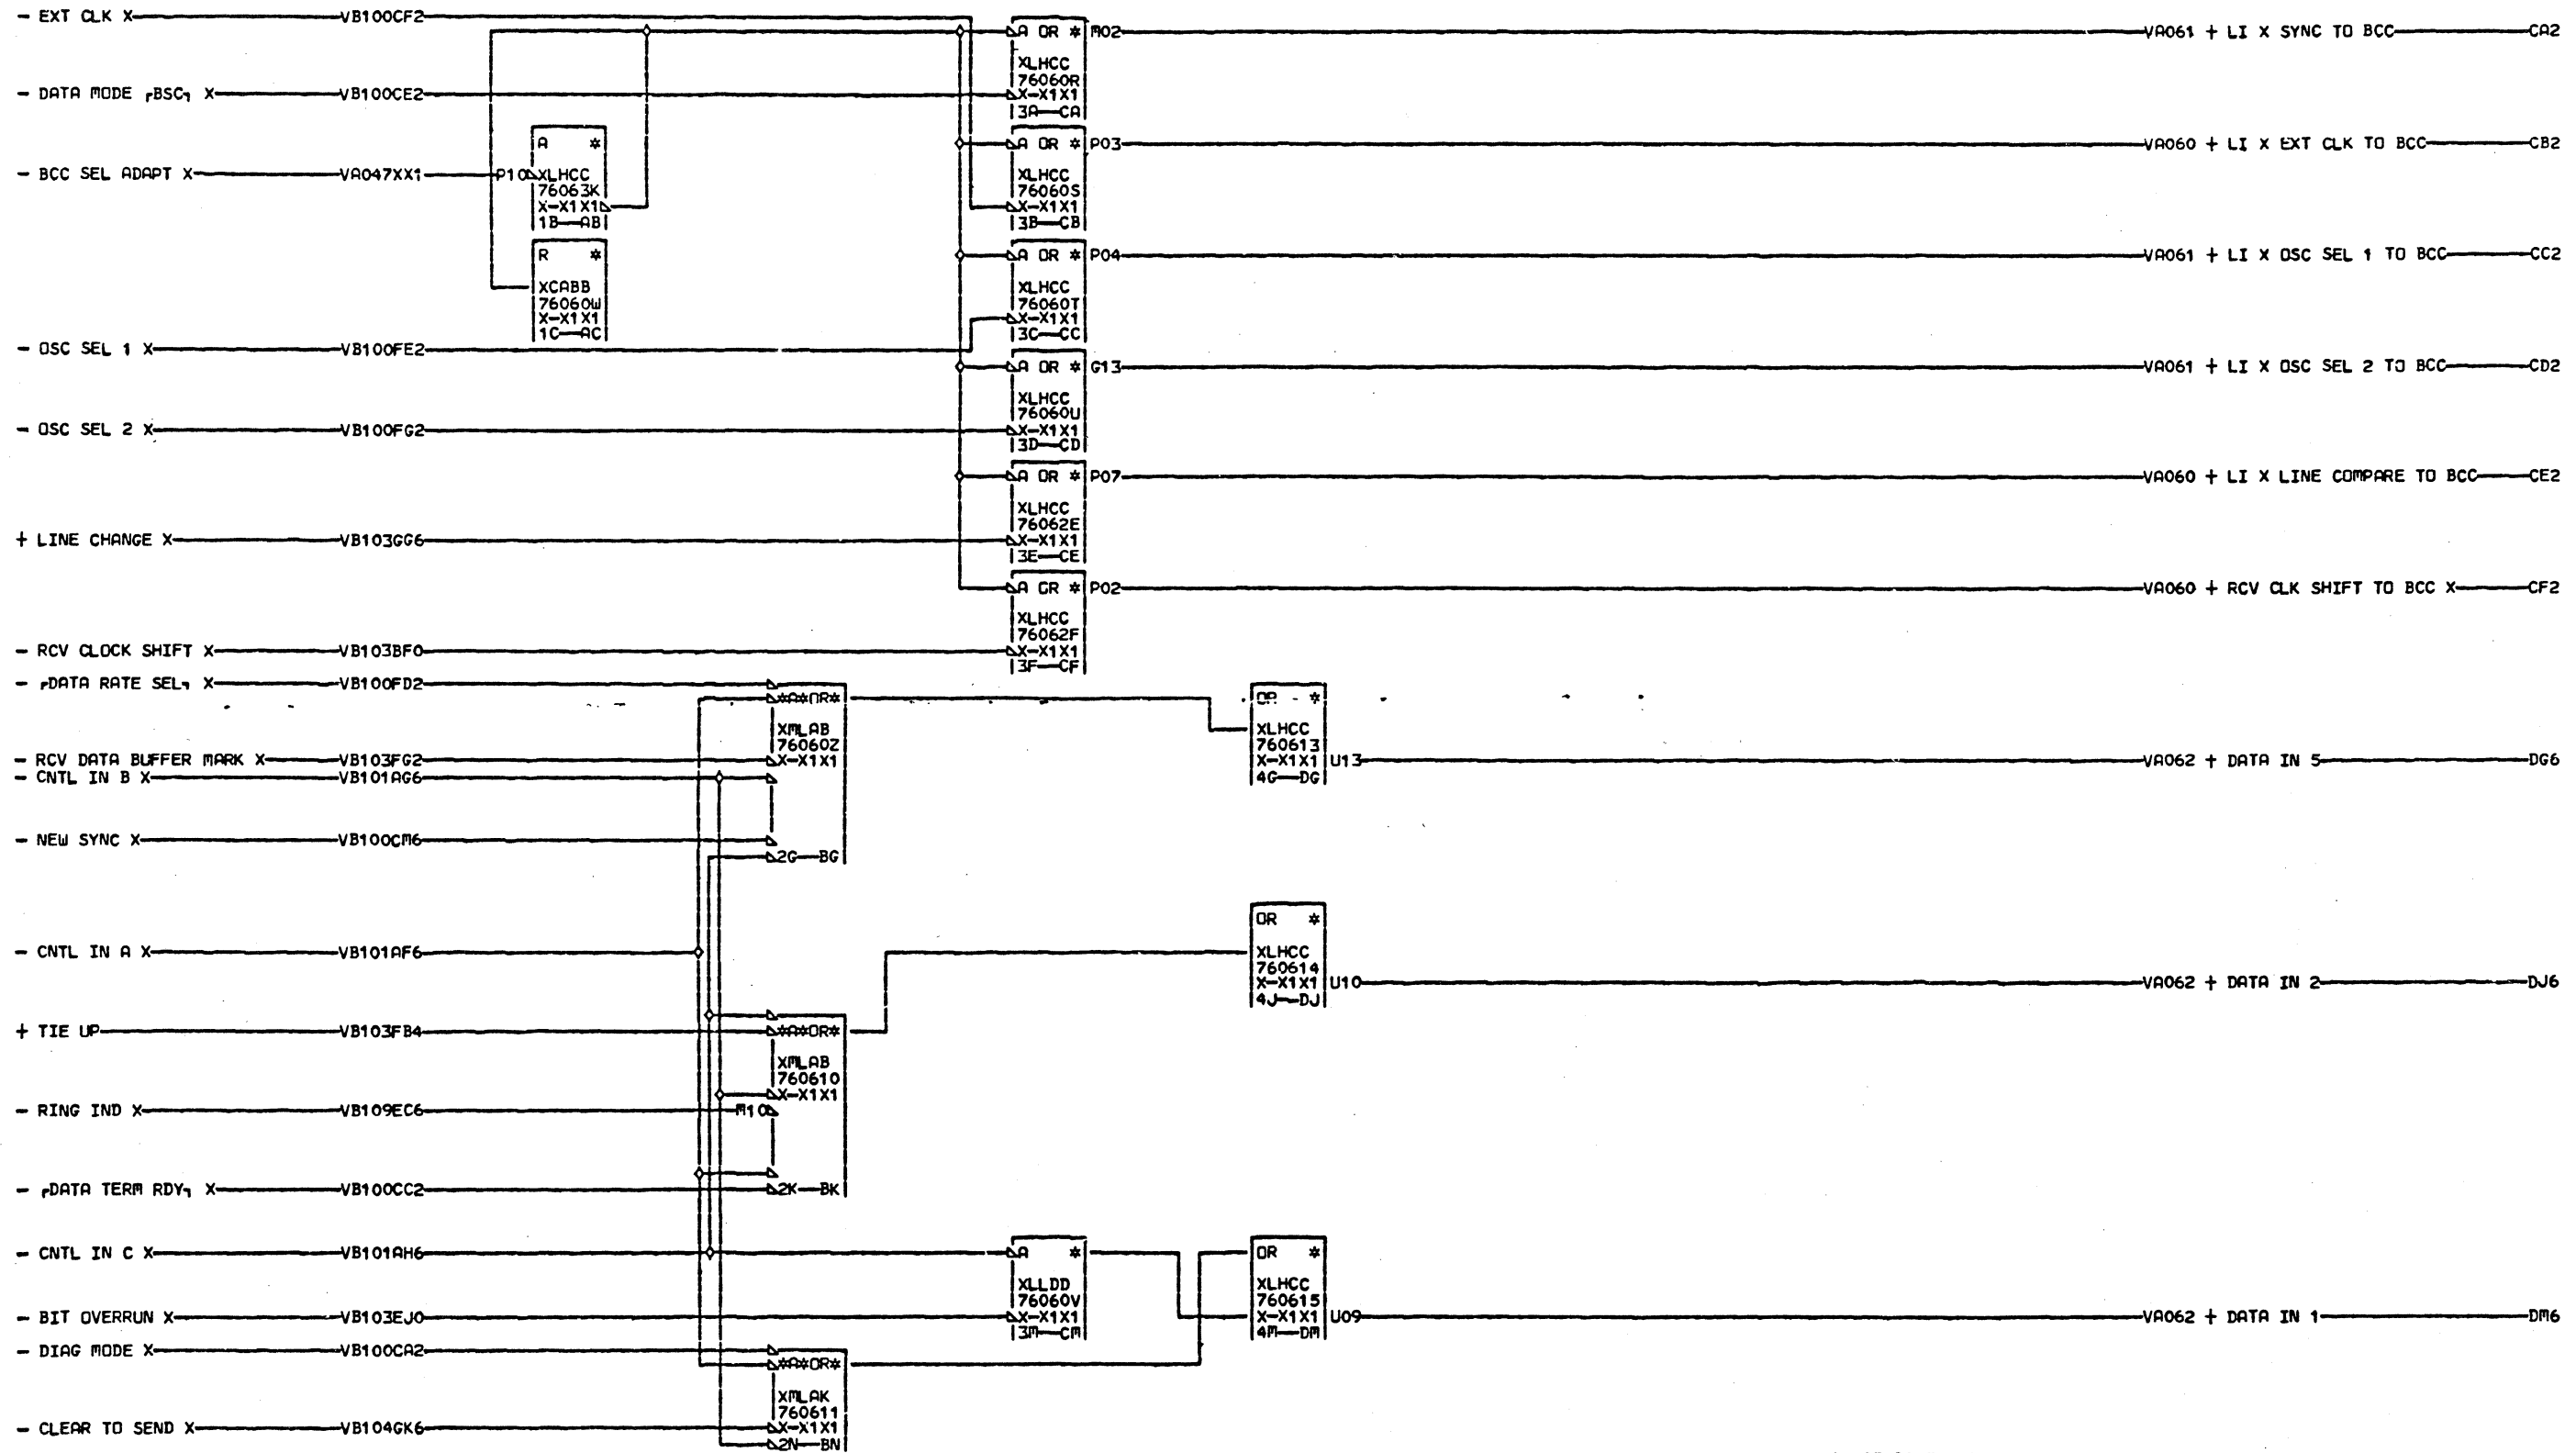 - EXT CLK X VB100CF2
A OR * M02 VA061 + LI X SYNC TO BCC CA2
XLHCC
76060R
- DATA MODE ┌BSC┐ X VB100CE2 X-X1X1
3A CA
A *
A OR * P03 VA060 + LI X EXT CLK TO BCC CB2
- BCC SEL ADAPT X VA047XX1 P10 XLHCC
XLHCC
76063K
76060S
X-X1X1
X-X1X1
1B AB
3B CB
R *
A OR * P04 VA061 + LI X OSC SEL 1 TO BCC CC2
XCABB
XLHCC
76060W
76060T
X-X1X1
X-X1X1
1C AC
3C CC
- OSC SEL 1 X VB100FE2
A OR * G13 VA061 + LI X OSC SEL 2 TO BCC CD2
XLHCC
76060U
- OSC SEL 2 X VB100FG2 X-X1X1
3D CD
A OR * P07 VA060 + LI X LINE COMPARE TO BCC CE2
XLHCC
76062E
+ LINE CHANGE X VB103GG6 X-X1X1
3E CE
A OR * P02 VA060 + RCV CLK SHIFT TO BCC X CF2
XLHCC
76062F
- RCV CLOCK SHIFT X VB103BF0 X-X1X1
3F CF
- ┌DATA RATE SEL┐ X VB100FD2
*A*OR*
OR *
XMLAB
XLHCC
76060Z
760613
- RCV DATA BUFFER MARK X VB103FG2 X-X1X1
X-X1X1 U13 VA062 + DATA IN 5 DG6
- CNTL IN B X VB101AG6
4G DG
- NEW SYNC X VB100CM6
2G BG
OR *
- CNTL IN A X VB101AF6
XLHCC
760614
X-X1X1 U10 VA062 + DATA IN 2 DJ6
4J DJ
+ TIE UP VB103FB4 *A*OR*
XMLAB
760610
X-X1X1
- RING IND X VB109EC6 M10
- ┌DATA TERM RDY┐ X VB100CC2 2K BK
- CNTL IN C X VB101AH6 A *
OR *
XLLDD
XLHCC
76060V
760615
- BIT OVERRUN X VB103EJ0 X-X1X1
X-X1X1 U09 VA062 + DATA IN 1 DM6
3M CM
4M DM
- DIAG MODE X VB100CA2
*A*OR*
XMLAK
760611
- CLEAR TO SEND X VB104GK6 X-X1X1
2N BN